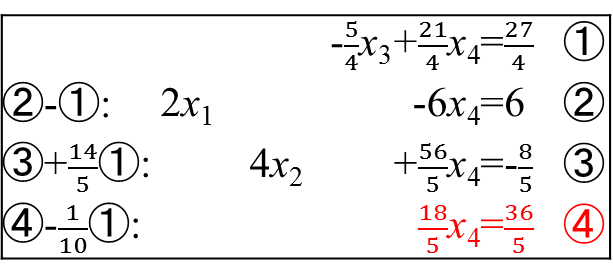 -5/4x₃+21/4x₄=27/4 ①
②-①: 2x₁ -6x₄=6 ②
③+14/5①: 4x₂ +56/5x₄=-8/5 ③
④-1/10①: 18/5x₄=36/5 ④